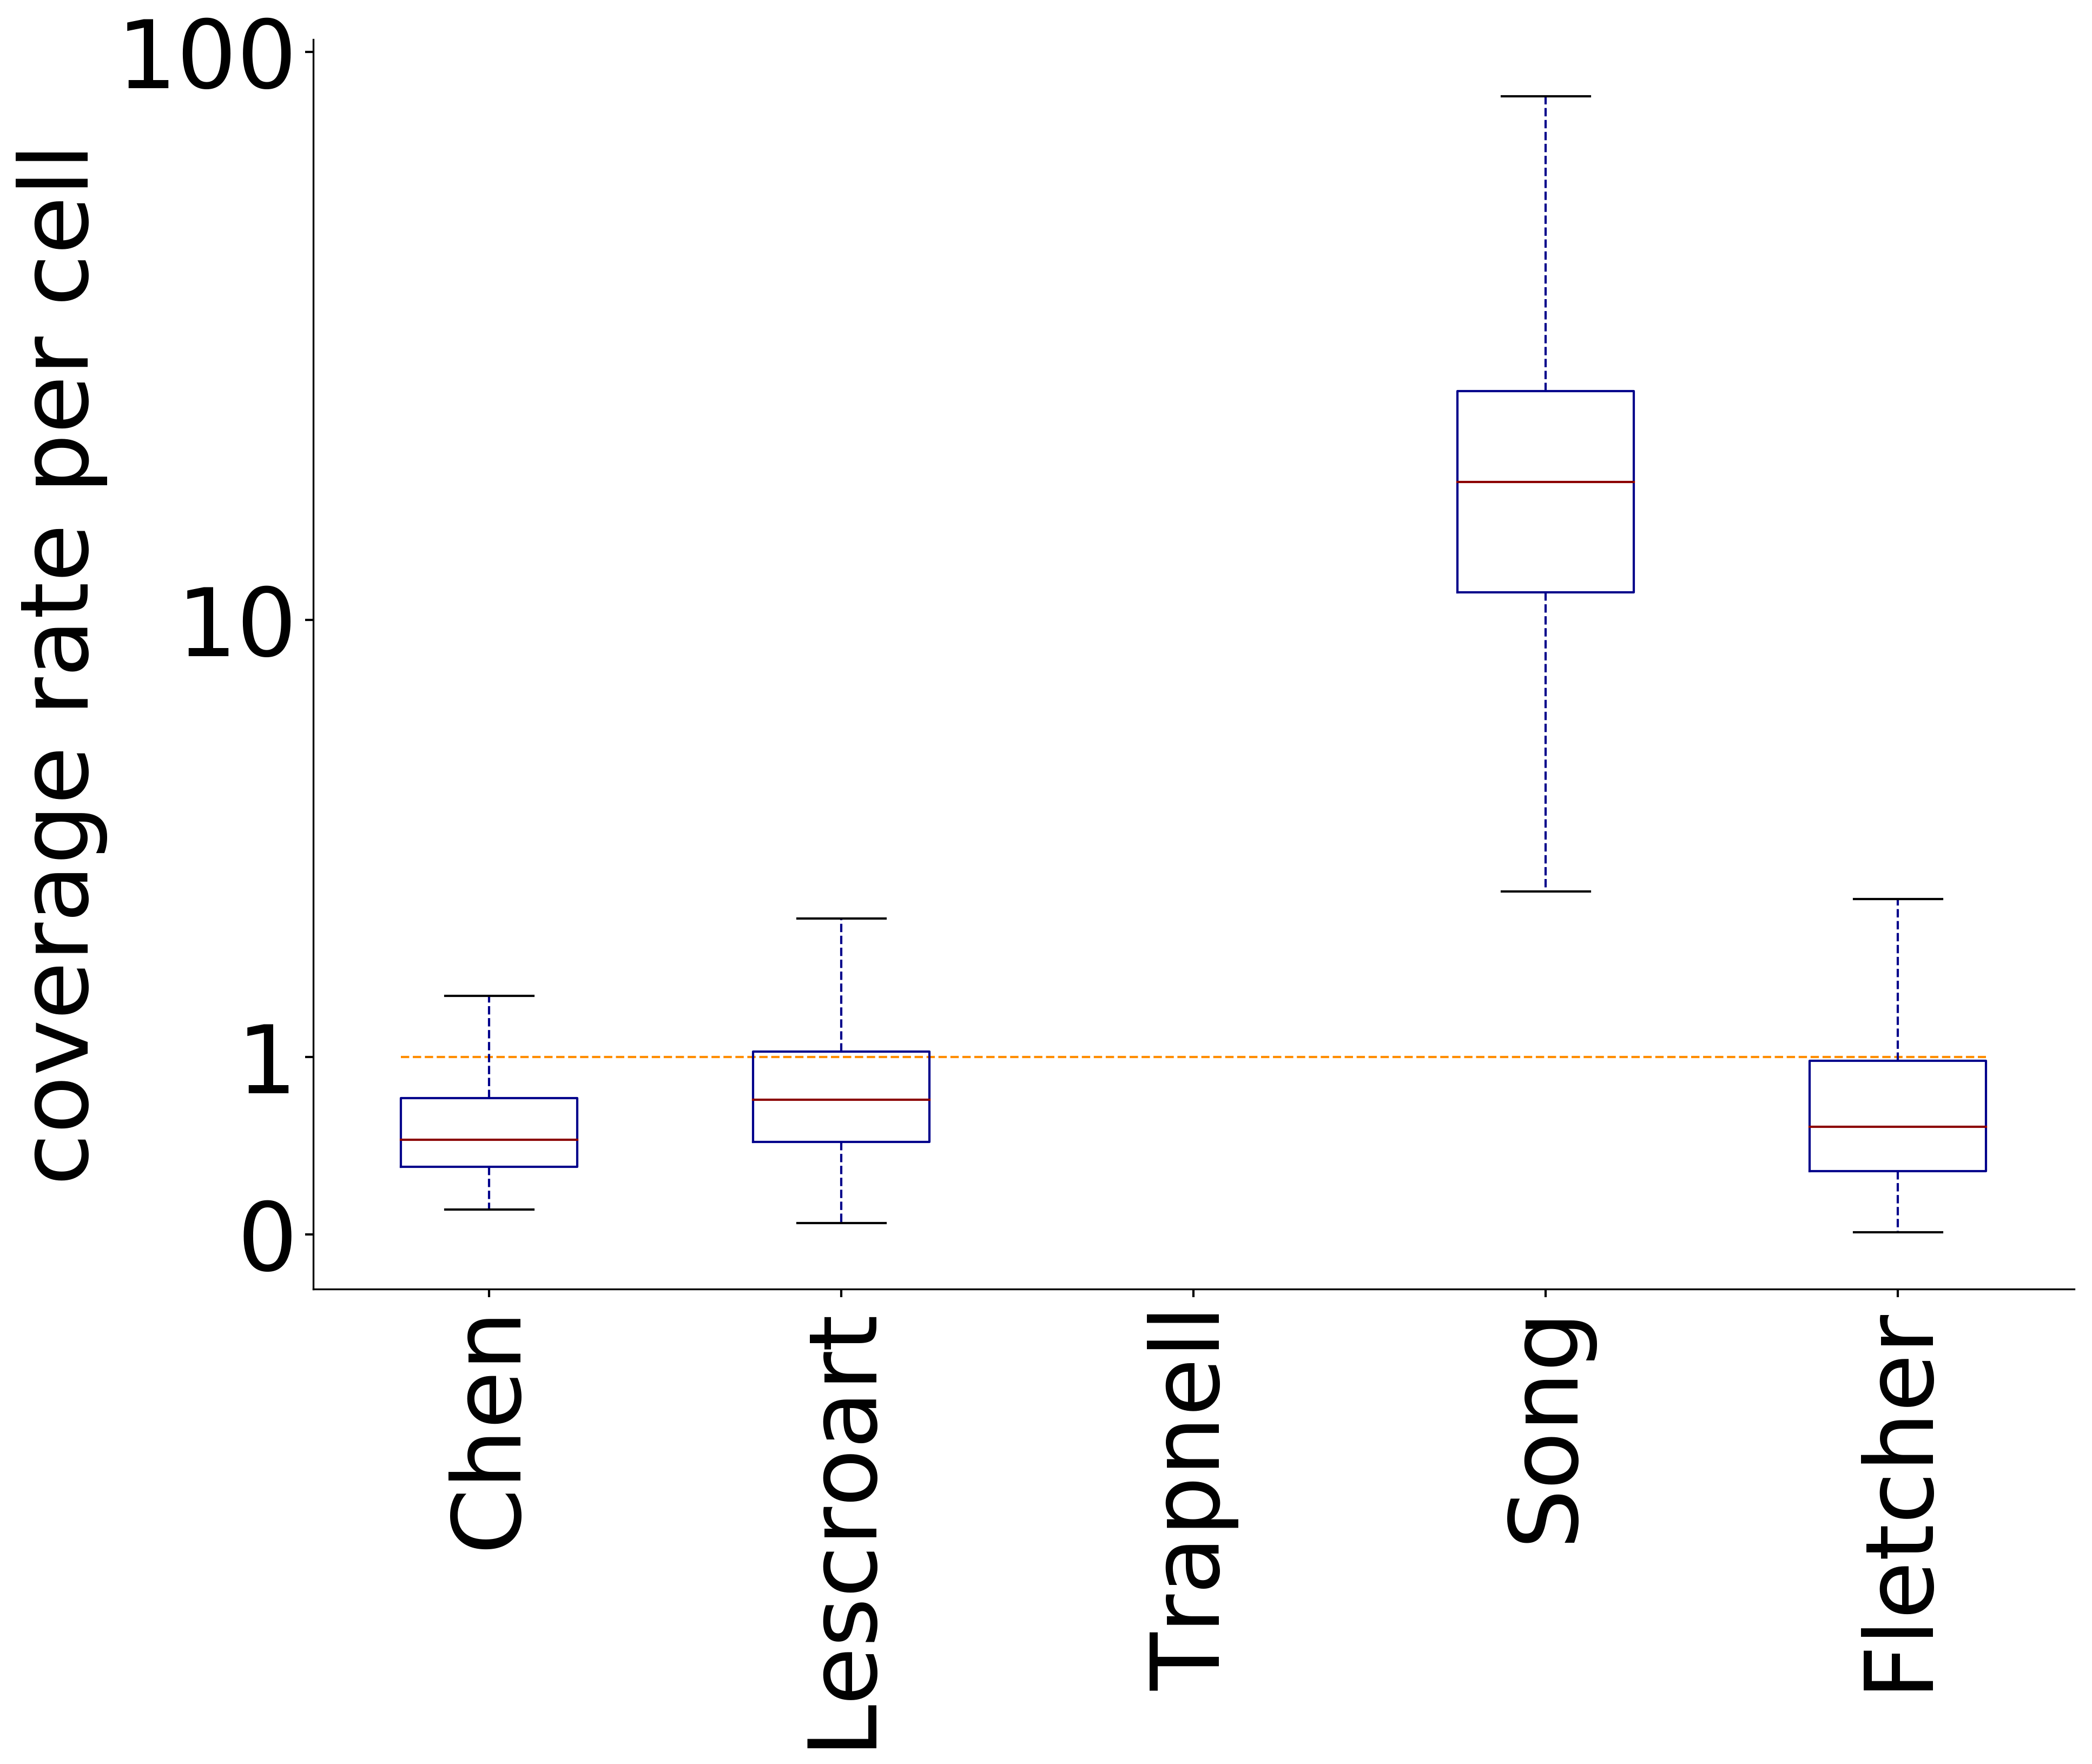 coverage rate per cell
100
10
1
0
Chen
Lescroart
Trapnell
Song
Fletcher